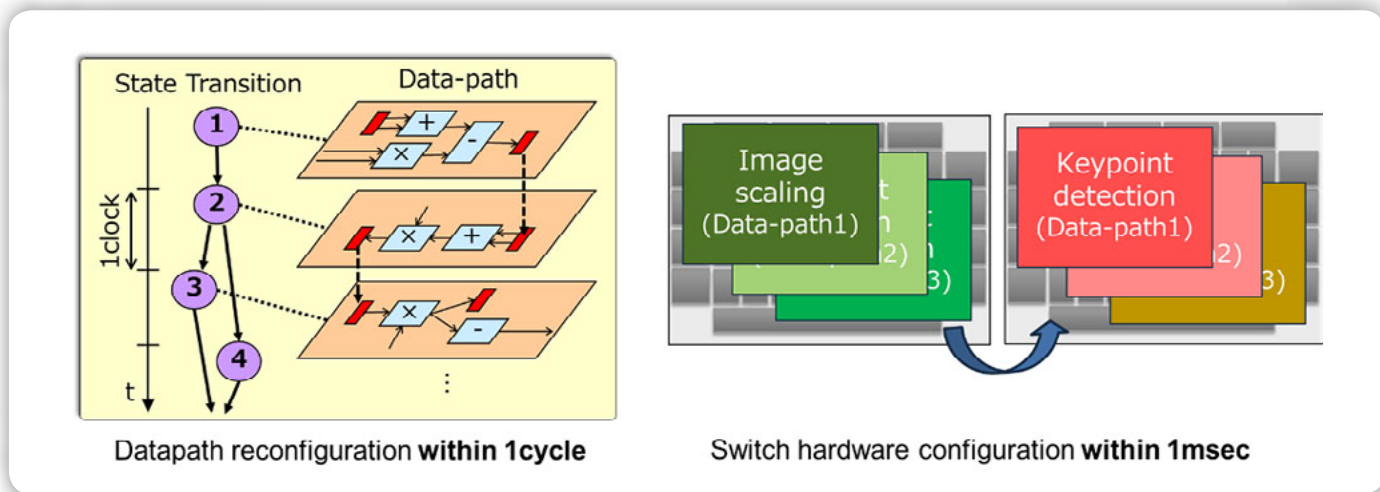 State Transition
Data-path
1
+
×
-
1clock
2
×
+
3
×
-
4
t
⋮
Datapath reconfiguration within 1cycle
Image
scaling
(Data-path1)
2)
3)
Keypoint
detection
(Data-path1)
2)
3)
Switch hardware configuration within 1msec